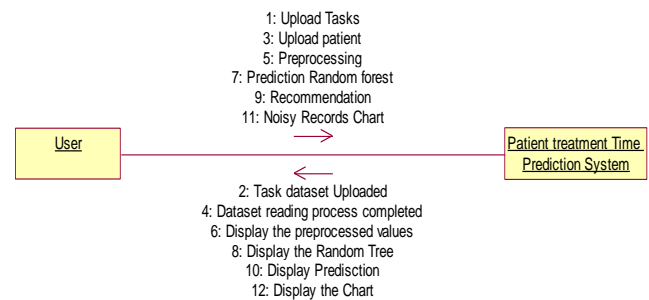 1: Upload Tasks
3: Upload patient
5: Preprocessing
7: Prediction Random forest
9: Recommendation
11: Noisy Records Chart
User
Patient treatment Time
Prediction System
2: Task dataset Uploaded
4: Dataset reading process completed
6: Display the preprocessed values
8: Display the Random Tree
10: Display Predisction
12: Display the Chart